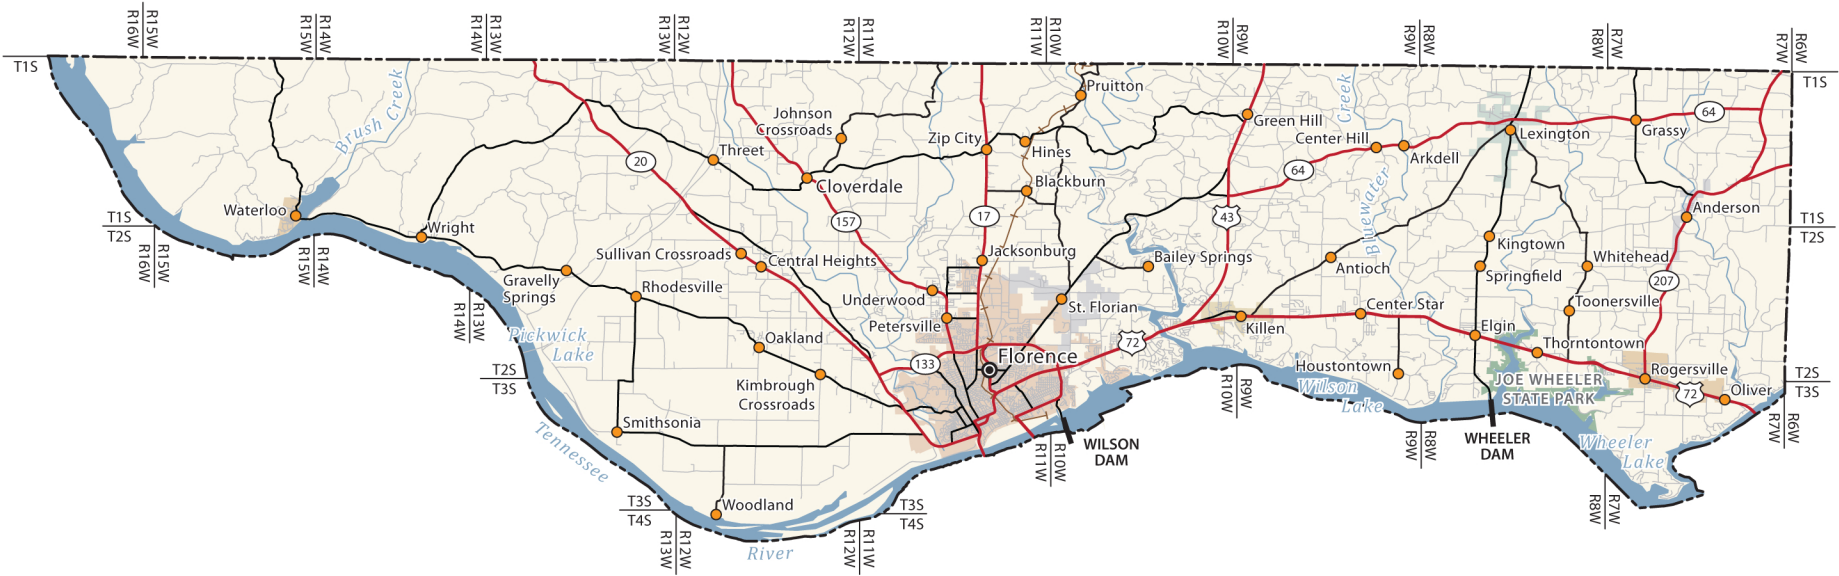 R16W
R15W
R15W
R14W
R14W
R13W
R13W
R12W
R12W
R11W
R11W
R10W
R10W
R9W
R9W
R8W
R8W
R7W
R7W
R6W
T1S
T1S
Brush Creek
Johnson
Crossroads
Pruitton
Green Hill
Creek
Center Hill
Arkdell
Lexington
Grassy
64
Zip City
Hines
Threet
20
Cloverdale
Blackburn
64
Bluewater
Waterloo
Wright
T1S
T2S
157
17
43
Anderson
T1S
T2S
R16W
R15W
R15W
R14W
Sullivan Crossroads
Central Heights
Jacksonburg
Bailey Springs
Antioch
Kingtown
Springfield
Whitehead
207
Gravelly
Springs
Rhodesville
Underwood
St. Florian
Center Star
Toonersville
R14W
R13W
Pickwick
Lake
Oakland
Petersville
72
Killen
Elgin
Thorntontown
133
Florence
Houstontown
Rogersville
T2S
T3S
Kimbrough
Crossroads
R10W
R9W
Wilson
Lake
JOE WHEELER
STATE PARK
72
Oliver
T2S
T3S
Smithsonia
Tennessee
WILSON
DAM
R11W
R10W
R9W
R8W
WHEELER
DAM
Wheeler
Lake
R7W
R6W
T3S
T4S
Woodland
T3S
T4S
R8W
R7W
R13W
R12W
River
R12W
R11W